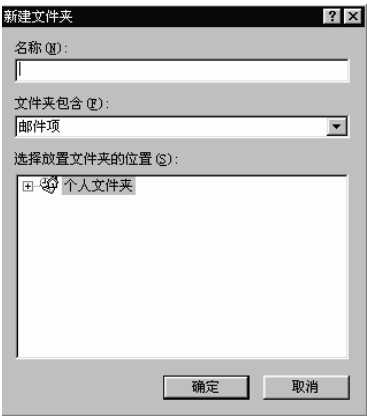 新建文件夹
名称(N):
文件夹包含(F):
邮件项
选择放置文件夹的位置(S):
个人文件夹
确定 取消